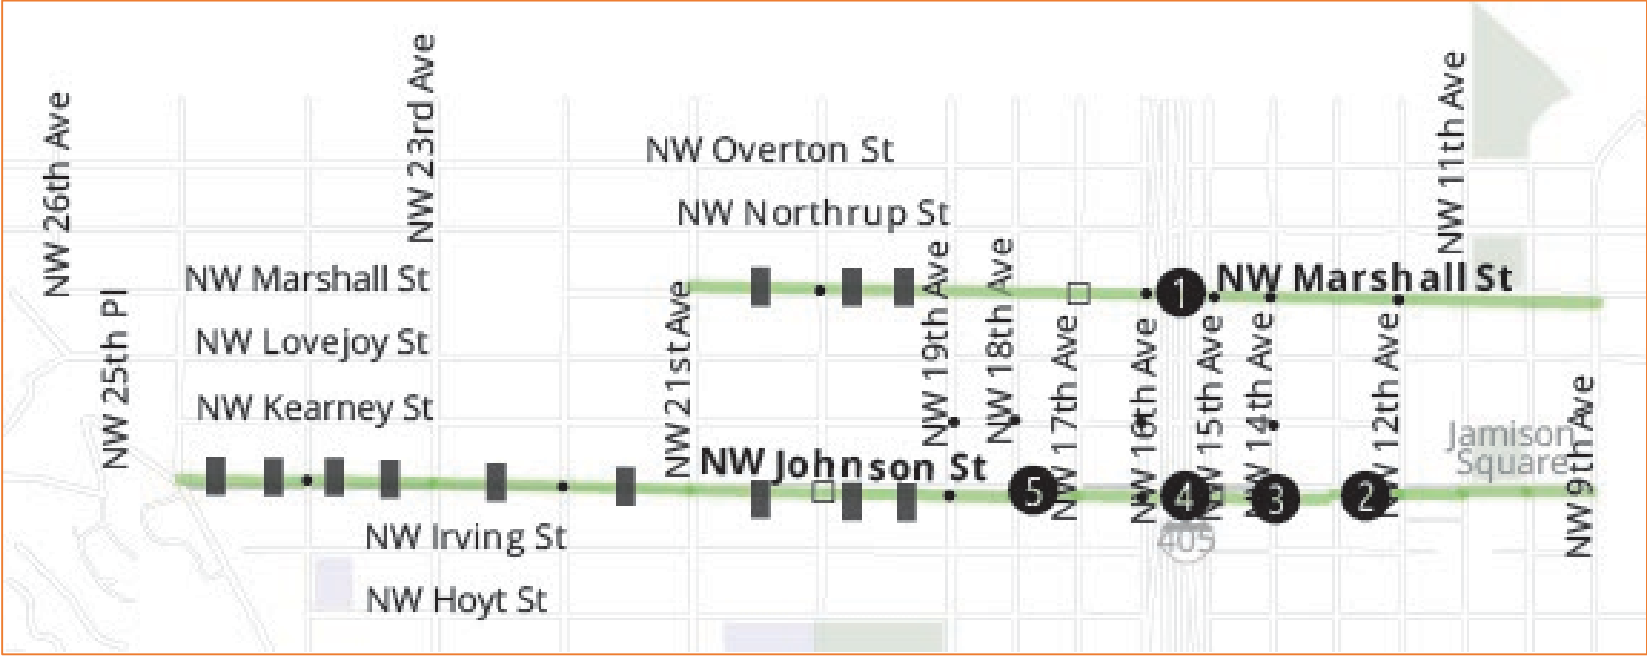 NW 26th Ave
NW 23rd Ave
NW Overton St
NW 11th Ave
NW Northrup St
NW Marshall St
NW 19th Ave
NW 18th Ave
1
NW Marshall St
NW 25th Pl
NW Lovejoy St
NW 21st Ave
NW 17th Ave
NW 16th Ave
NW 15th Ave
NW 14th Ave
NW 12th Ave
NW Kearney St
NW 9th Ave
Jamison
Square
NW Johnson St
5
4
3
2
NW Irving St
405
NW Hoyt St